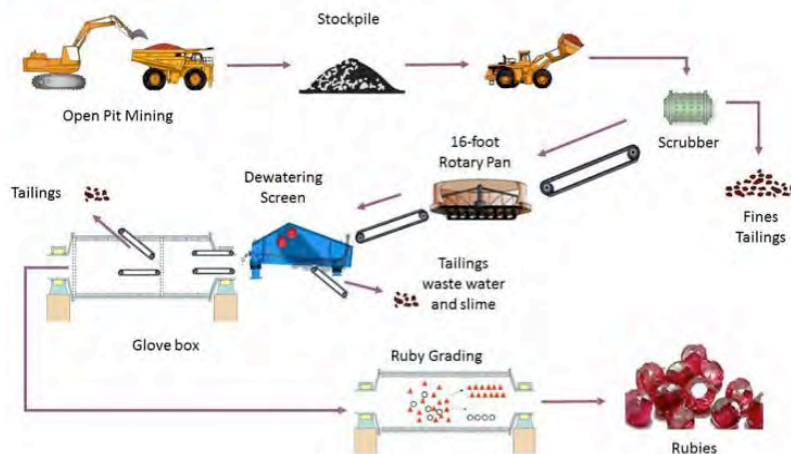 Stockpile
Open Pit Mining
Scrubber
16-foot
Rotary Pan
Fines
Tailings
Dewatering
Screen
Tailings
Tailings
waste water
and slime
Glove box
Ruby Grading
Rubies